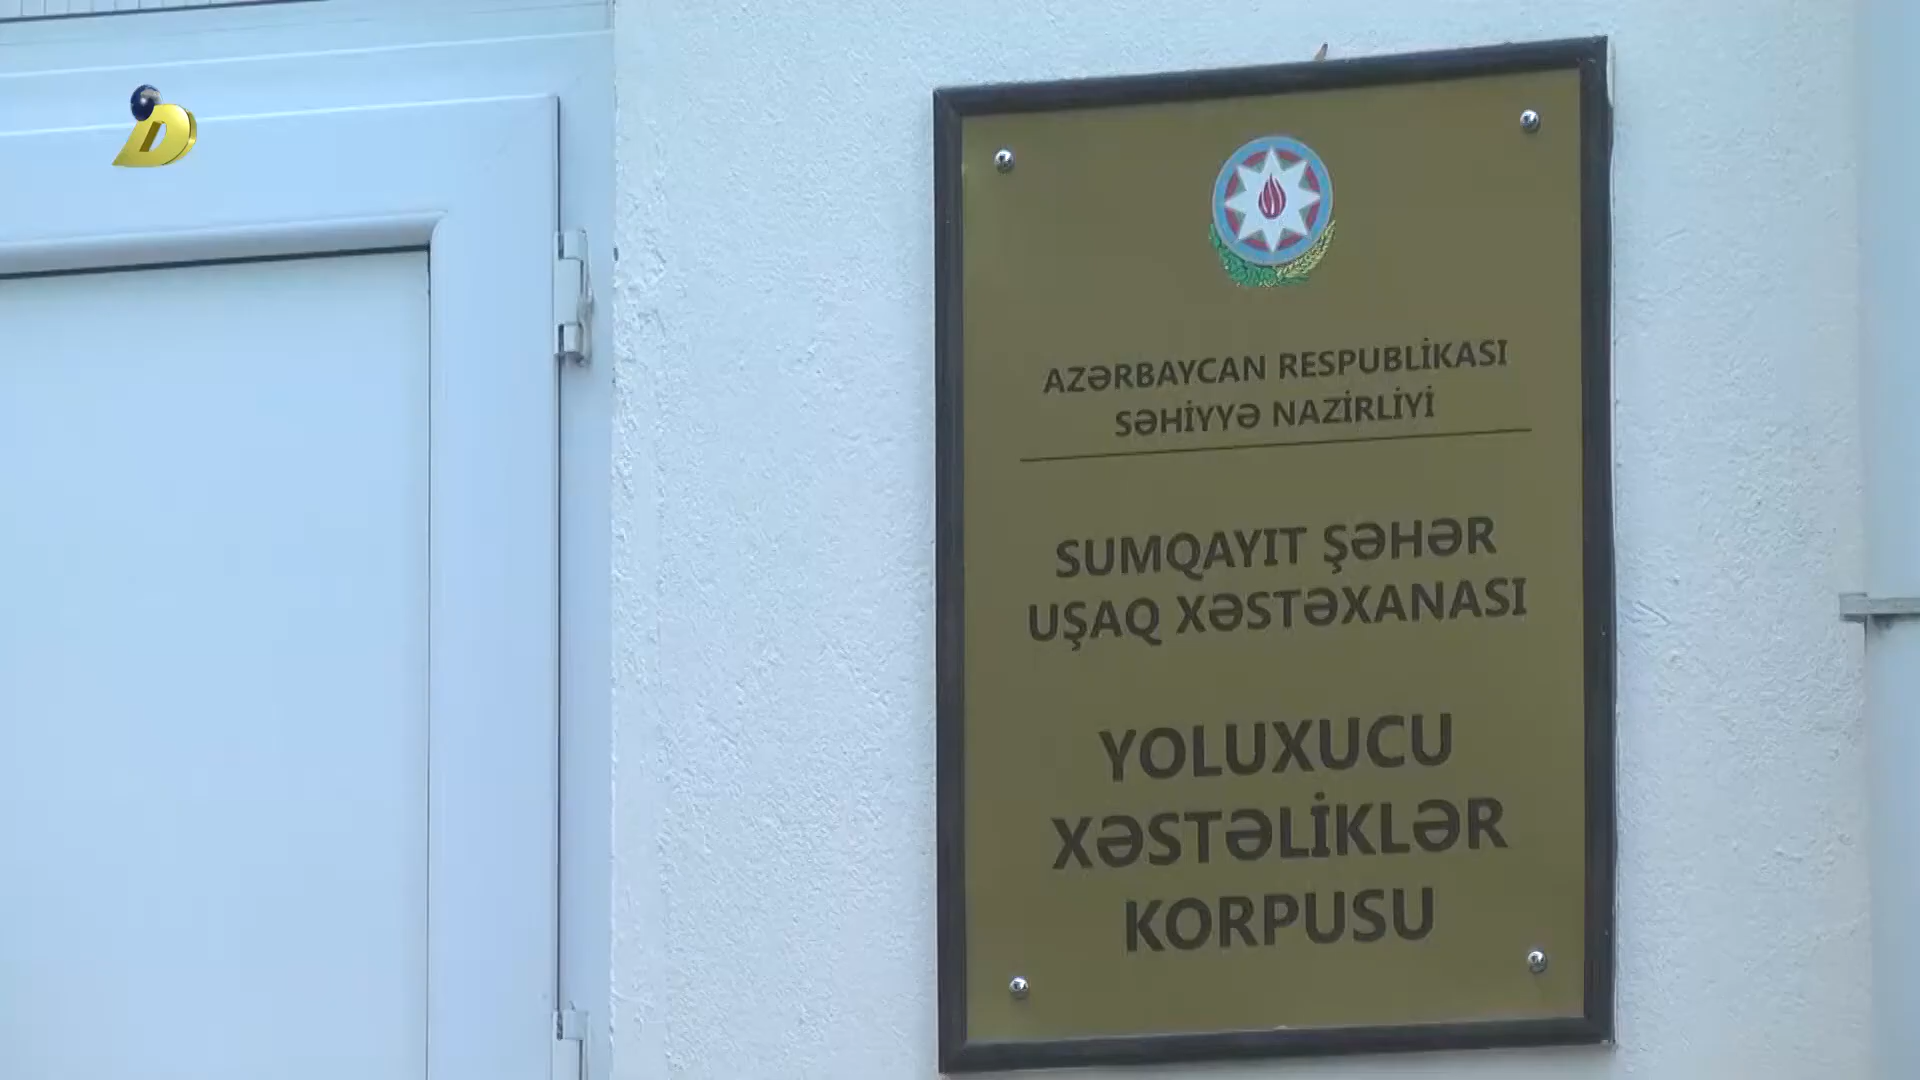 D
AZƏRBAYCAN RESPUBLİKASI
SƏHİYYƏ NAZİRLİYİ
SUMQAYIT ŞƏHƏR
UŞAQ XƏSTƏXANASI
YOLUXUCU
XƏSTƏLİKLƏR
KORPUSU